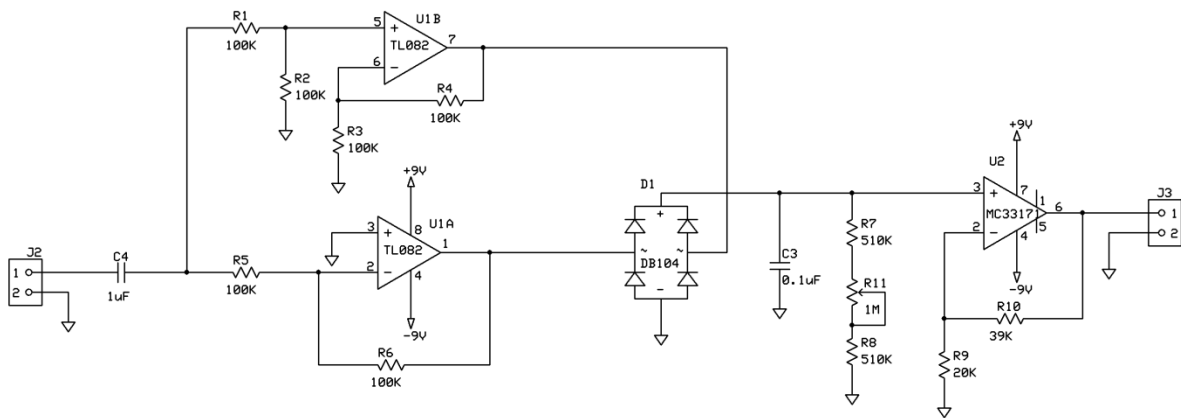 R1
100K
5
+
U1B
TL082
7
6
−
R2
100K
R4
100K
R3
100K
+9V
+9V
U2
D1
3
+
7
1
MC33171
6
5
2
−
4
-9V
J3
1
2
+
~
~
DB104
−
R7
510K
C3
0.1uF
R11
1M
R8
510K
R10
39K
R9
20K
U1A
3
+
8
TL082
1
2
−
4
-9V
J2
1
2
C4
1uF
R5
100K
R6
100K